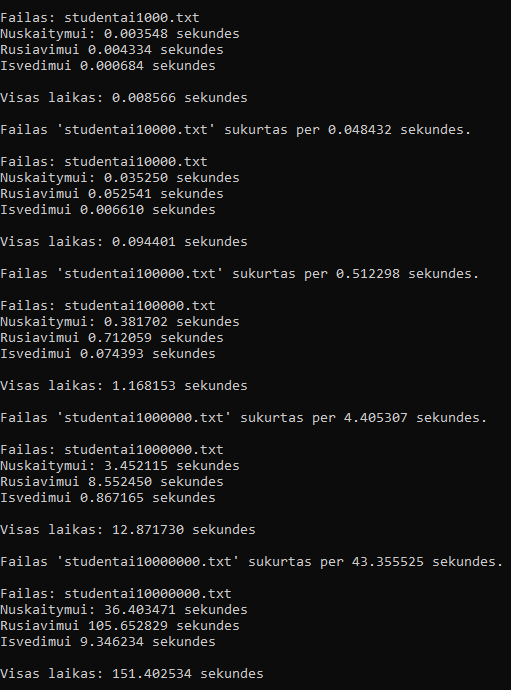 Failas: studentai1000.txt
Nuskaitymui: 0.003548 sekundes
Rusiavimui 0.004334 sekundes
Isvedimui 0.000684 sekundes
Visas laikas: 0.008566 sekundes
Failas 'studentai10000.txt' sukurtas per 0.048432 sekundes.
Failas: studentai10000.txt
Nuskaitymui: 0.035250 sekundes
Rusiavimui 0.052541 sekundes
Isvedimui 0.006610 sekundes
Visas laikas: 0.094401 sekundes
Failas 'studentai100000.txt' sukurtas per 0.512298 sekundes.
Failas: studentai100000.txt
Nuskaitymui: 0.381702 sekundes
Rusiavimui 0.712059 sekundes
Isvedimui 0.074393 sekundes
Visas laikas: 1.168153 sekundes
Failas 'studentai1000000.txt' sukurtas per 4.405307 sekundes.
Failas: studentai1000000.txt
Nuskaitymui: 3.452115 sekundes
Rusiavimui 8.552450 sekundes
Isvedimui 0.867165 sekundes
Visas laikas: 12.871730 sekundes
Failas 'studentai10000000.txt' sukurtas per 43.355525 sekundes.
Failas: studentai10000000.txt
Nuskaitymui: 36.403471 sekundes
Rusiavimui 105.652829 sekundes
Isvedimui 9.346234 sekundes
Visas laikas: 151.402534 sekundes